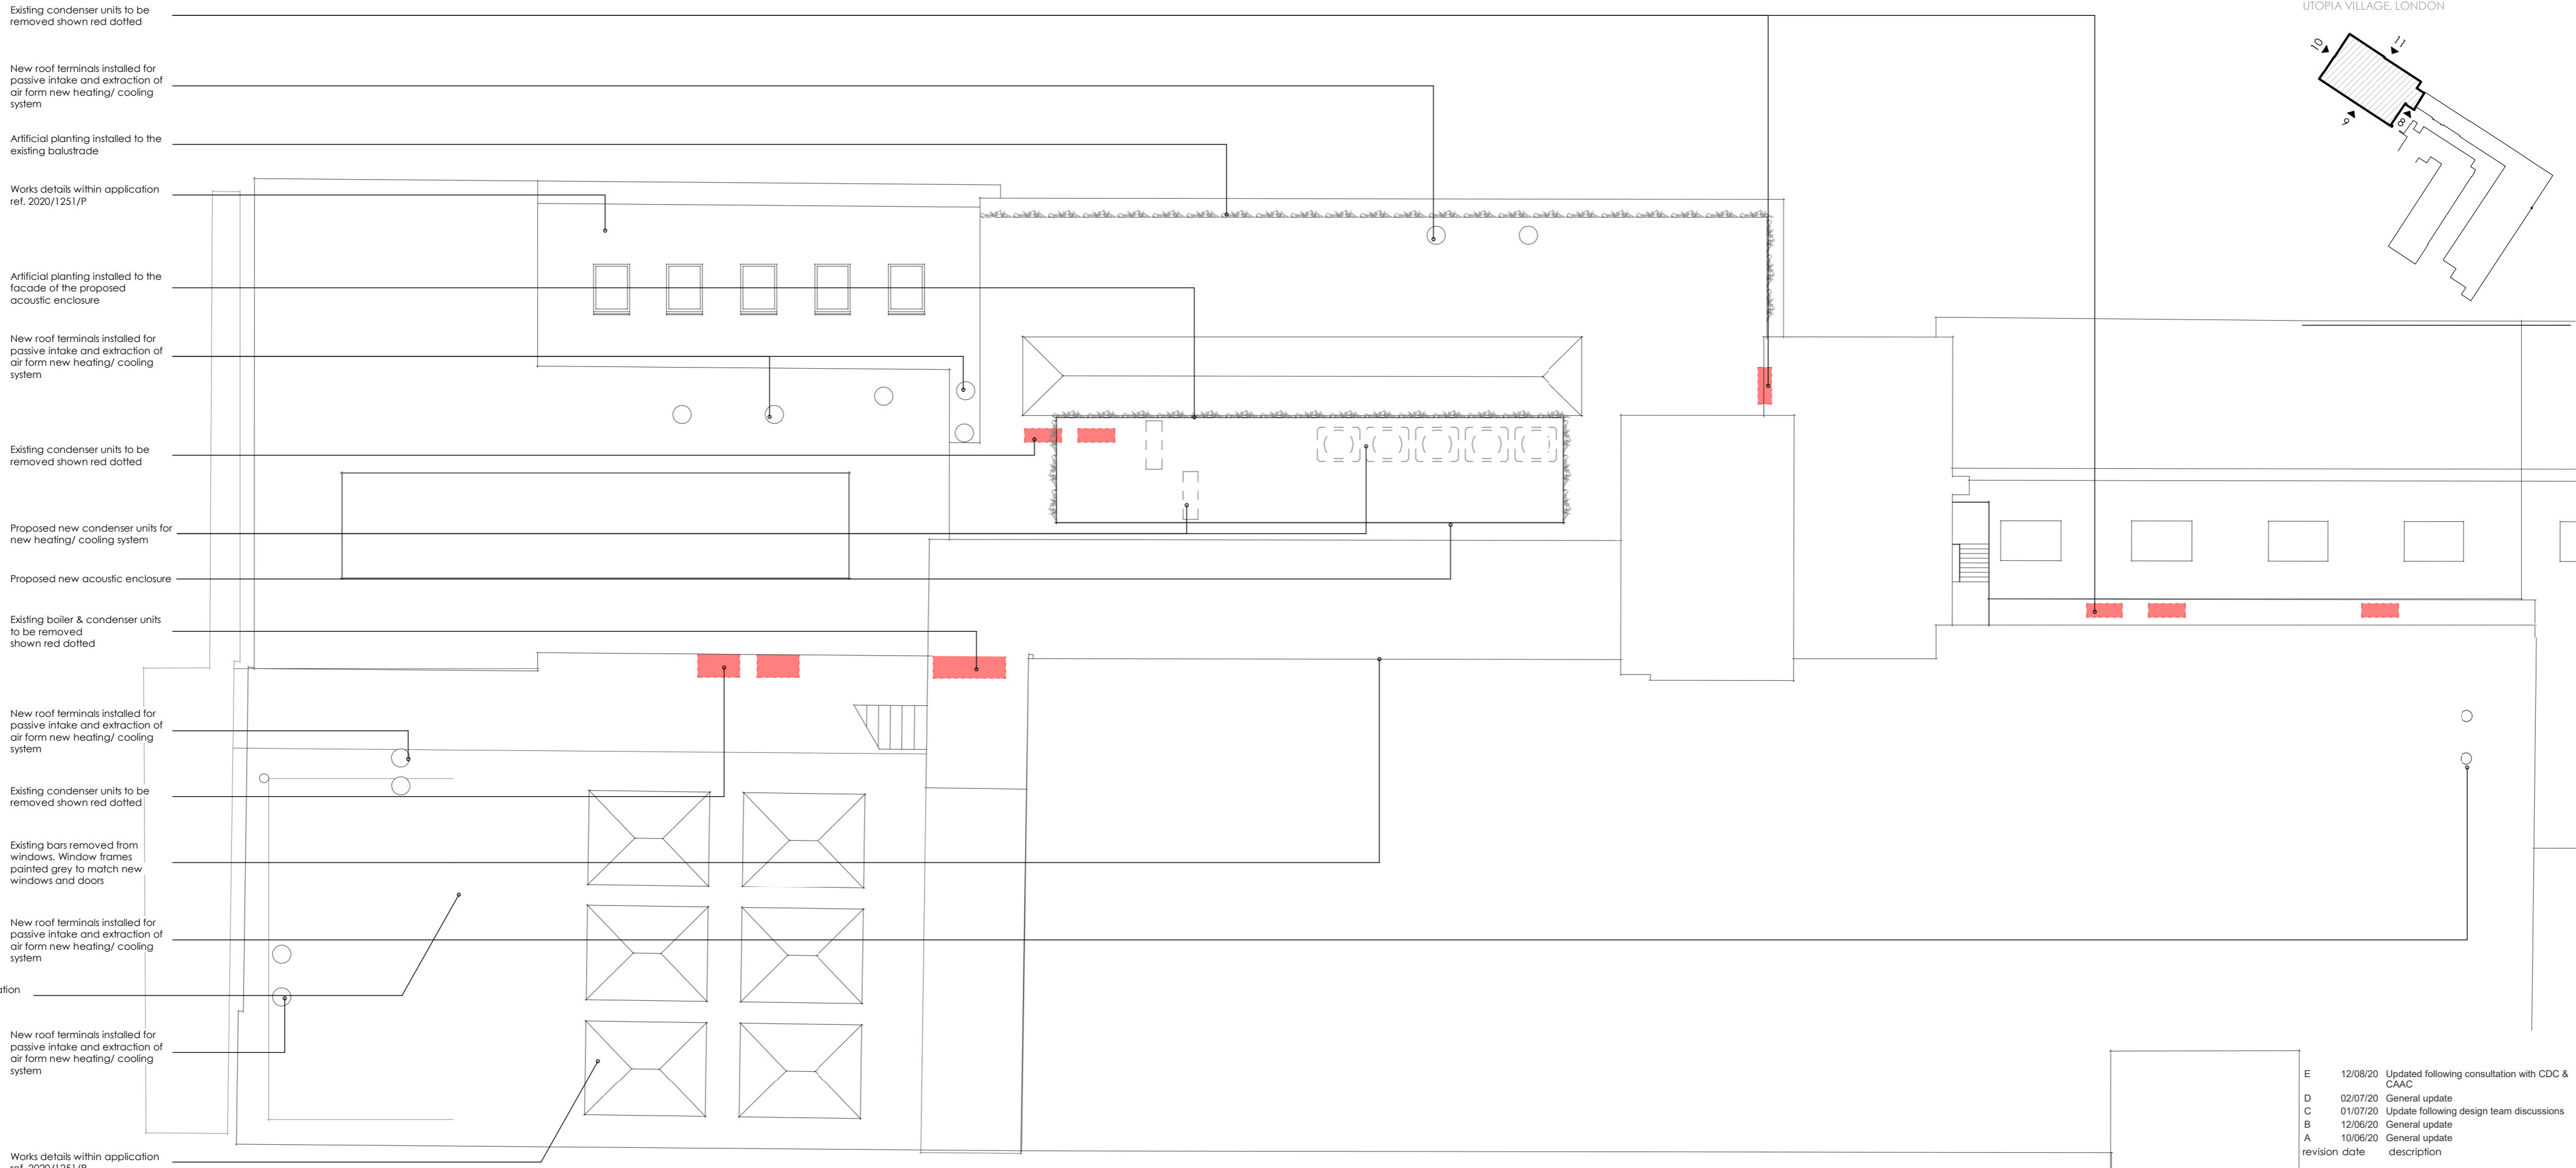 Existing condenser units to be
removed shown red dotted
New roof terminals installed for
passive intake and extraction of
air form new heating/ cooling
system
Artificial planting installed to the
existing balustrade
Works details within application
ref. 2020/1251/P
Artificial planting installed to the
facade of the proposed
acoustic enclosure
New roof terminals installed for
passive intake and extraction of
air form new heating/ cooling
system
Existing condenser units to be
removed shown red dotted
Proposed new condenser units for
new heating/ cooling system
Proposed new acoustic enclosure
Existing boiler & condenser units
to be removed
shown red dotted
New roof terminals installed for
passive intake and extraction of
air form new heating/ cooling
system
Existing condenser units to be
removed shown red dotted
Existing bars removed from
windows. Window frames
painted grey to match new
windows and doors
New roof terminals installed for
passive intake and extraction of
air form new heating/ cooling
system
New roof terminals installed for
passive intake and extraction of
air form new heating/ cooling
system
Works details within application
ref. 2020/1251/P
UTOPIA VILLAGE, LONDON
10
11
9
8
E 12/08/20 Updated following consultation with CDC &
CAAC
D 02/07/20 General update
C 01/07/20 Update following design team discussions
B 12/06/20 General update
A 10/06/20 General update
revision date description